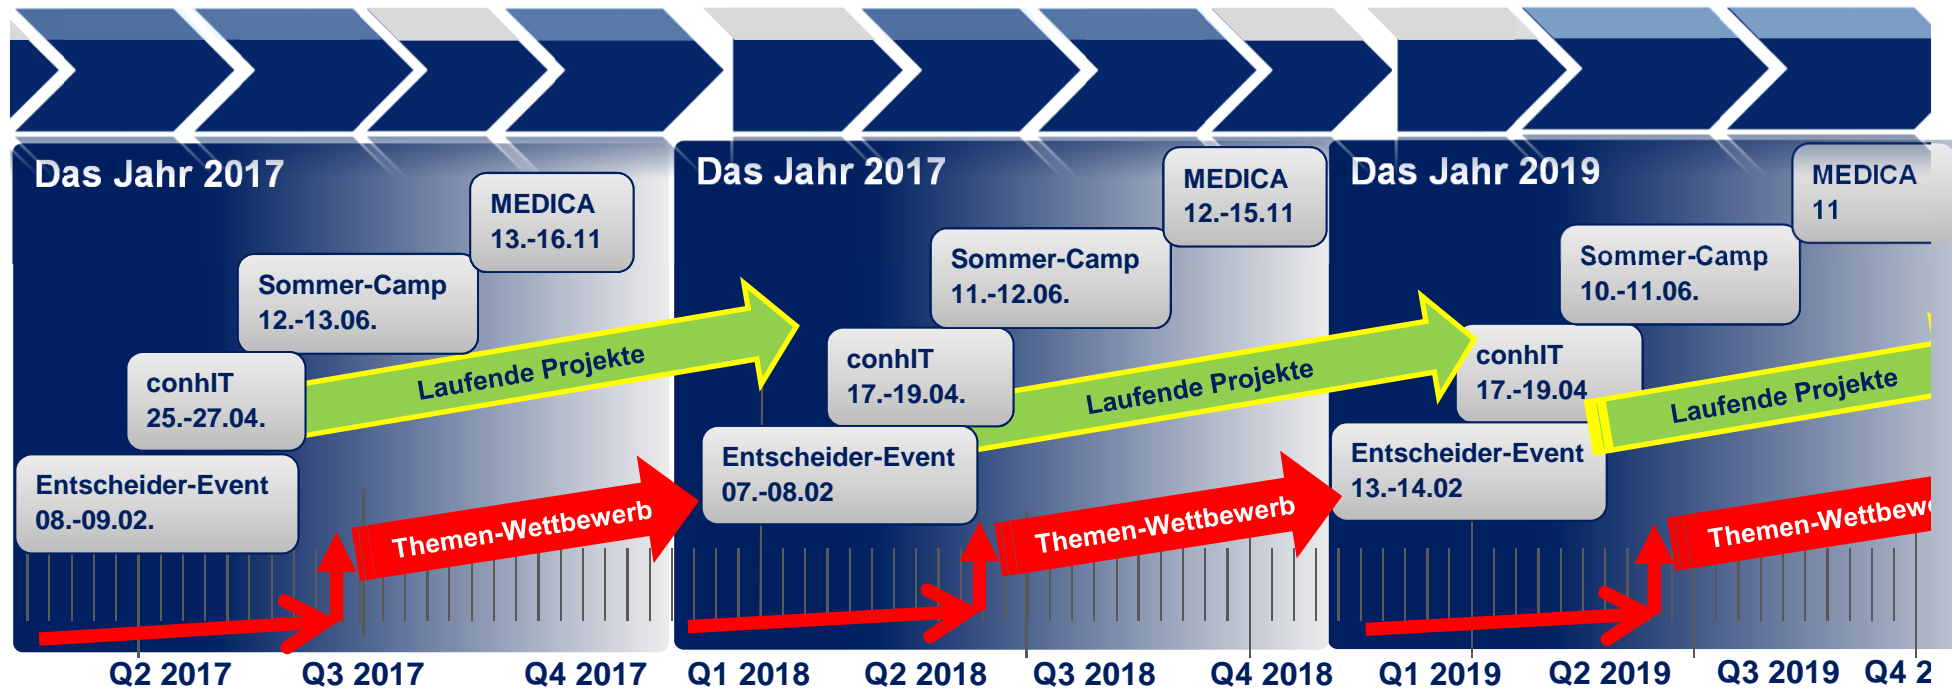 Das Jahr 2017
MEDICA
13.-16.11
Sommer-Camp
12.-13.06.
Laufende Projekte
conhIT
25.-27.04.
Entscheider-Event
08.-09.02.
Themen-Wettbewerb
Das Jahr 2017
MEDICA
12.-15.11
Sommer-Camp
11.-12.06.
Laufende Projekte
conhIT
17.-19.04.
Entscheider-Event
07.-08.02
Themen-Wettbewerb
Das Jahr 2019
MEDICA
11
Sommer-Camp
10.-11.06.
conhIT
17.-19.04
Laufende Projekte
Entscheider-Event
13.-14.02
Themen-Wettbewe
Q2 2017 Q3 2017 Q4 2017 Q1 2018 Q2 2018 Q3 2018 Q4 2018 Q1 2019 Q2 2019 Q3 2019 Q4 2